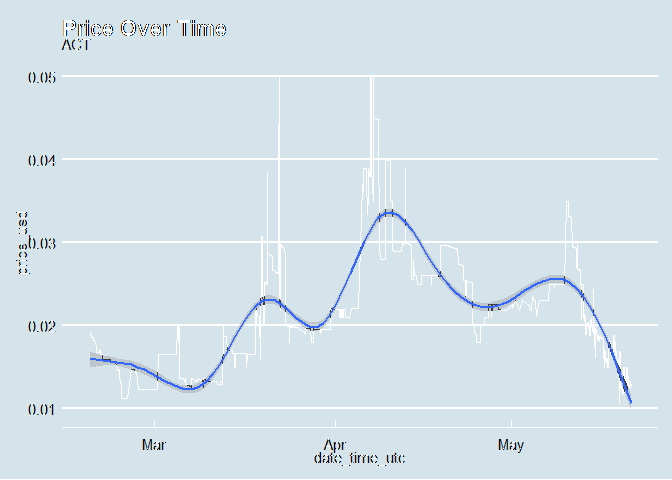 Price Over Time
ACT
0.05
0.04
0.03
0.02
0.01
price_usd
Mar
Apr
May
date_time_utc